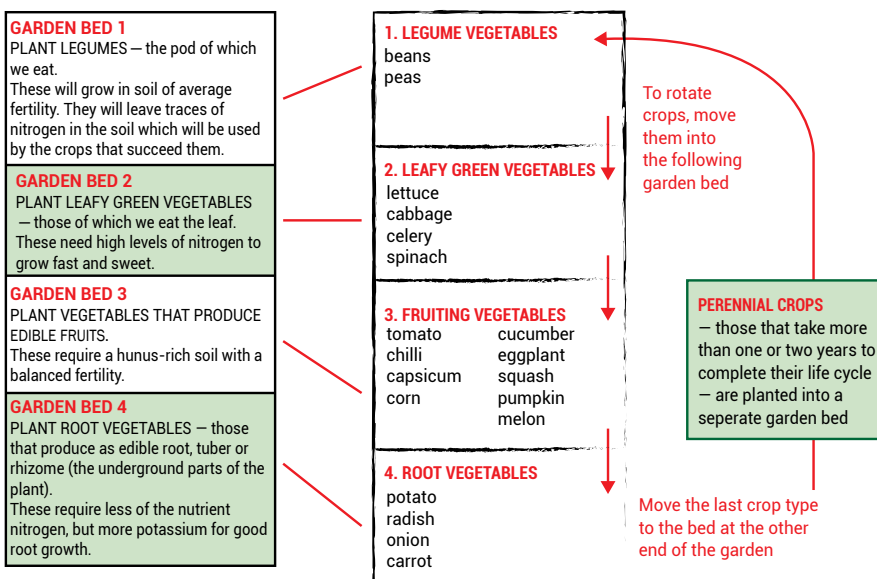 GARDEN BED 1
PLANT LEGUMES — the pod of which
we eat.
These will grow in soil of average
fertility. They will leave traces of
nitrogen in the soil which will be used
by the crops that succeed them.
GARDEN BED 2
PLANT LEAFY GREEN VEGETABLES
— those of which we eat the leaf.
These need high levels of nitrogen to
grow fast and sweet.
GARDEN BED 3
PLANT VEGETABLES THAT PRODUCE
EDIBLE FRUITS.
These require a hunus-rich soil with a
balanced fertility.
GARDEN BED 4
PLANT ROOT VEGETABLES — those
that produce as edible root, tuber or
rhizome (the underground parts of the
plant).
These require less of the nutrient
nitrogen, but more potassium for good
root growth.
1. LEGUME VEGETABLES
beans
peas
2. LEAFY GREEN VEGETABLES
lettuce
cabbage
celery
spinach
3. FRUITING VEGETABLES
tomato cucumber
chilli eggplant
capsicum squash
corn pumpkin
melon
4. ROOT VEGETABLES
potato
radish
onion
carrot
To rotate
crops, move
them into
the following
garden bed
PERENNIAL CROPS
— those that take more
than one or two years to
complete their life cycle
— are planted into a
seperate garden bed
Move the last crop type
to the bed at the other
end of the garden